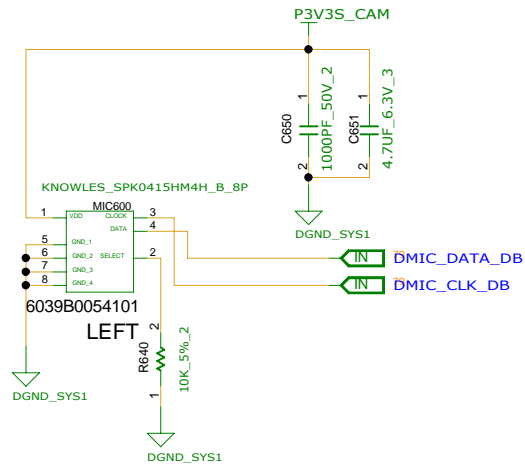 P3V3S_CAM
1
1
C650
1000PF_50V_2
C651
4.7UF_6.3V_3
2
2
DGND_SYS1
KNOWLES_SPK0415HM4H_B_8P
MIC600
1 VDD CLOCK 3
DATA 4
5 GND_1
6 GND_2 SELECT 2
7 GND_3
8 GND_4
6039B0054101
LEFT
IN DMIC_DATA_DB
IN DMIC_CLK_DB
2
R640
10K_5%_2
1
DGND_SYS1
DGND_SYS1